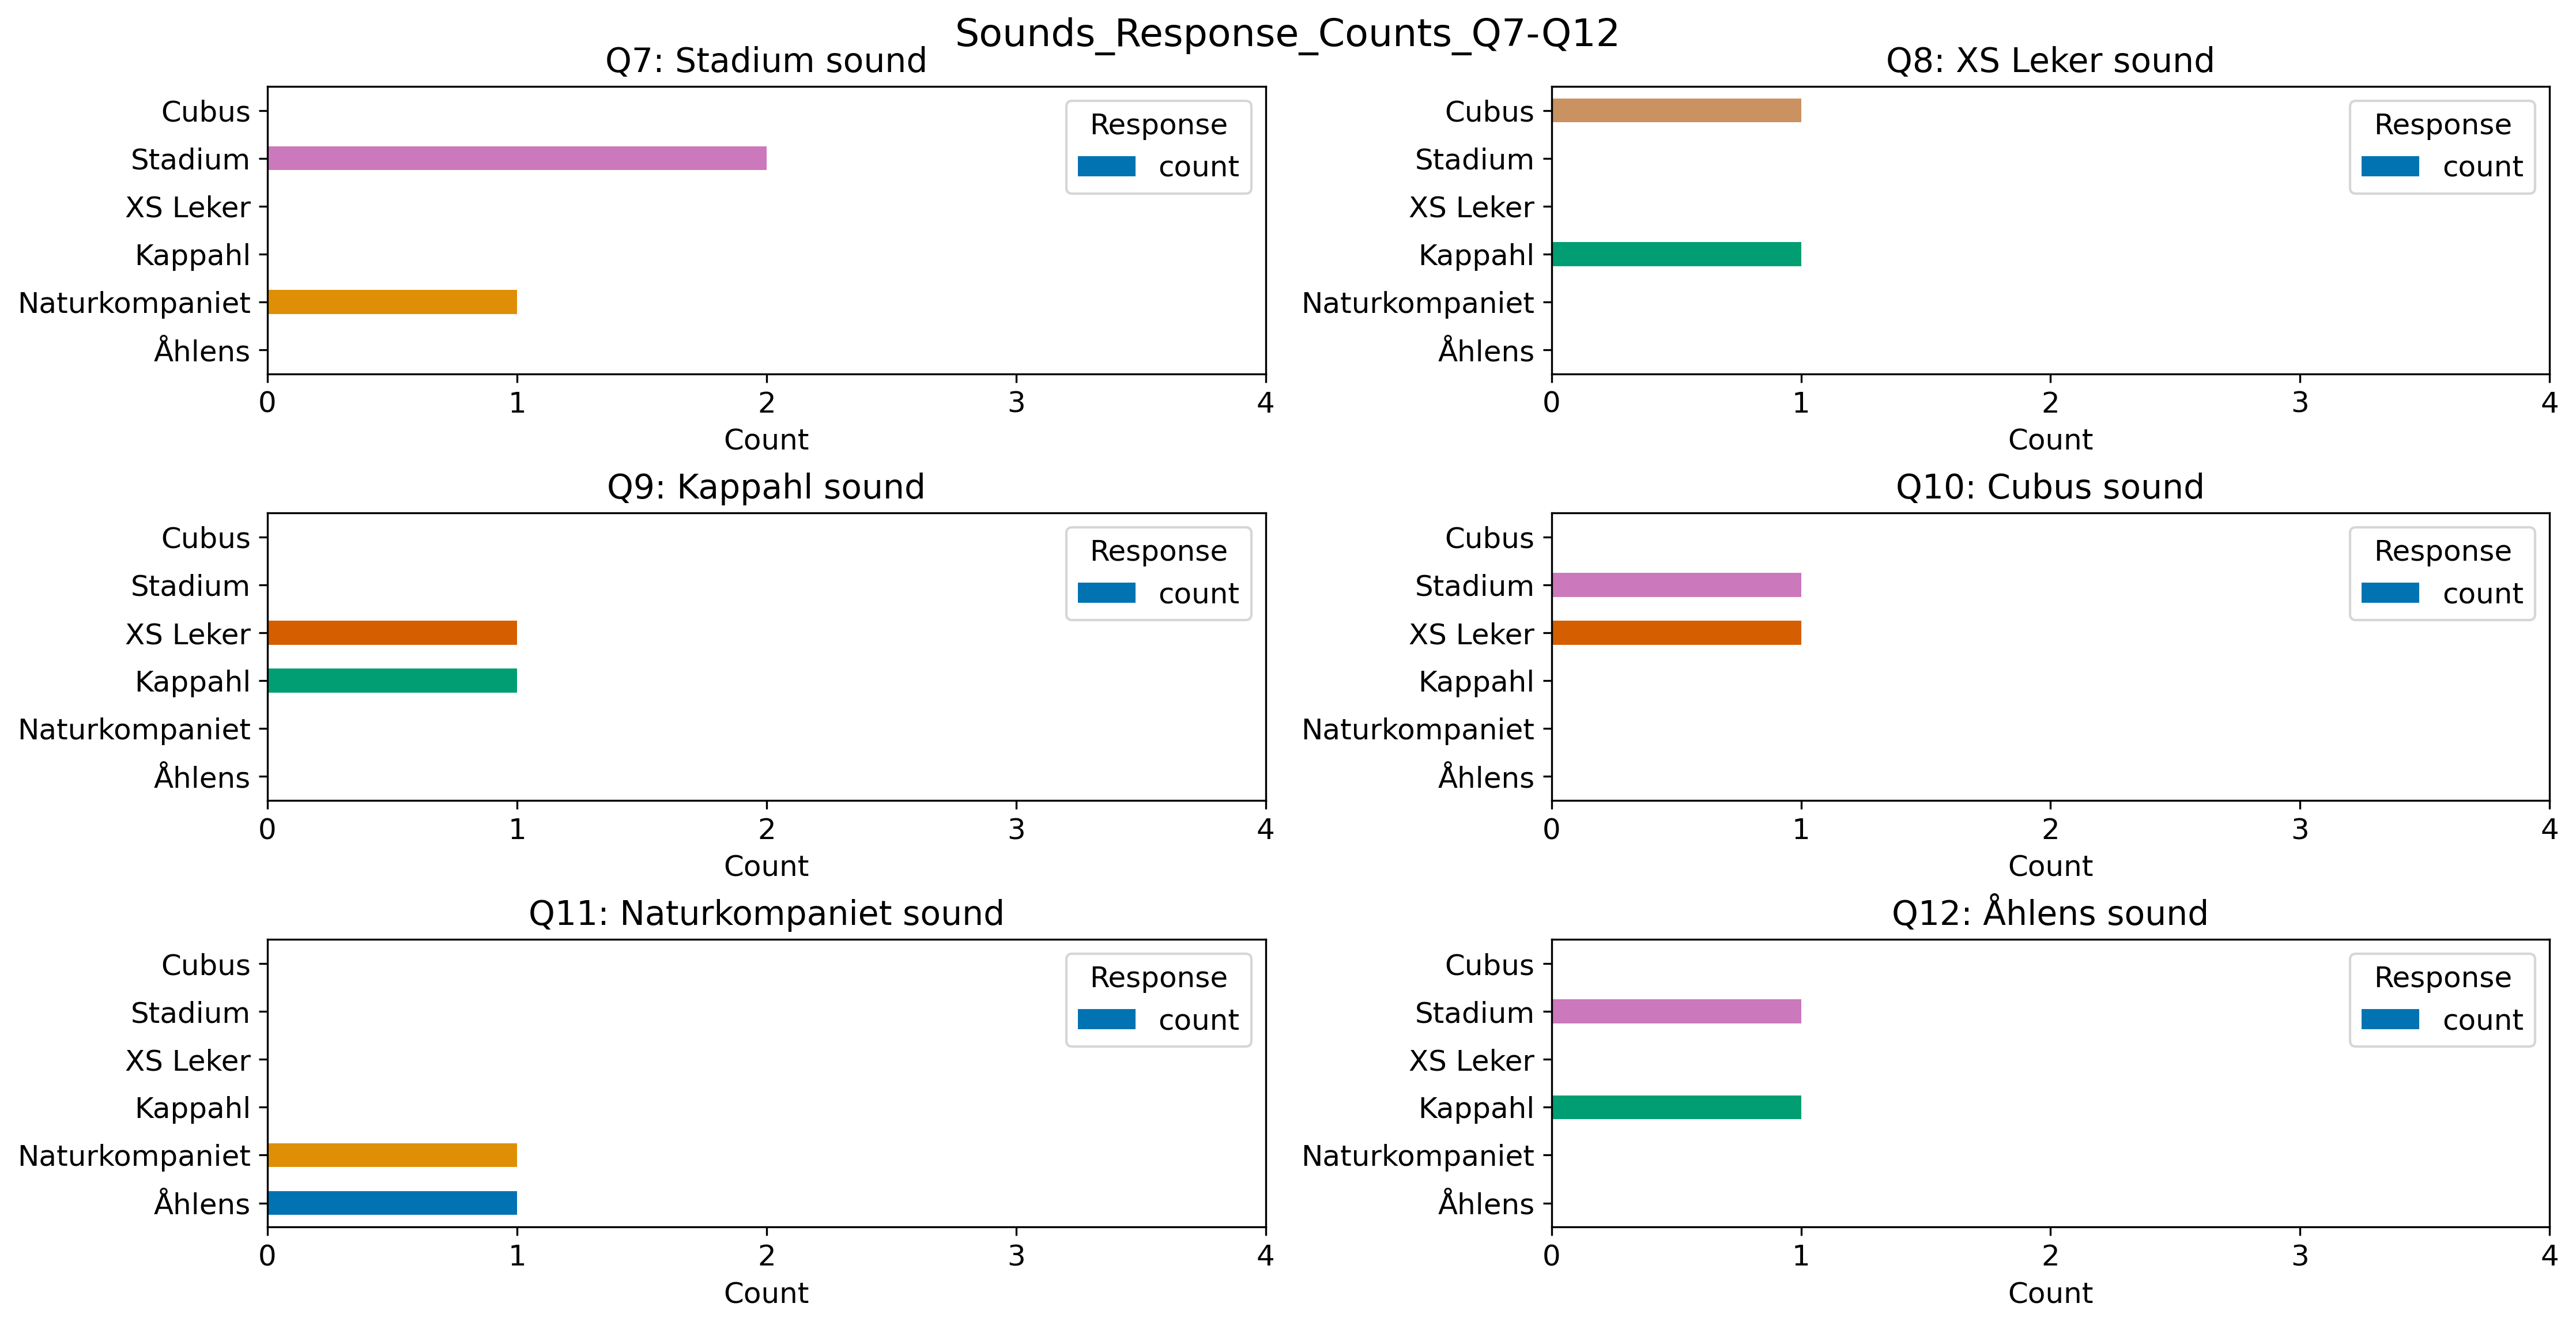 Sounds_Response_Counts_Q7-Q12
Q7: Stadium sound
Cubus
Stadium
XS Leker
Kappahl
Naturkompaniet
Åhlens
Response
count
0 1 2 3 4
Count
Q8: XS Leker sound
Cubus
Stadium
XS Leker
Kappahl
Naturkompaniet
Åhlens
Response
count
0 1 2 3 4
Count
Q9: Kappahl sound
Cubus
Stadium
XS Leker
Kappahl
Naturkompaniet
Åhlens
Response
count
0 1 2 3 4
Count
Q10: Cubus sound
Cubus
Stadium
XS Leker
Kappahl
Naturkompaniet
Åhlens
Response
count
0 1 2 3 4
Count
Q11: Naturkompaniet sound
Cubus
Stadium
XS Leker
Kappahl
Naturkompaniet
Åhlens
Response
count
0 1 2 3 4
Count
Q12: Åhlens sound
Cubus
Stadium
XS Leker
Kappahl
Naturkompaniet
Åhlens
Response
count
0 1 2 3 4
Count